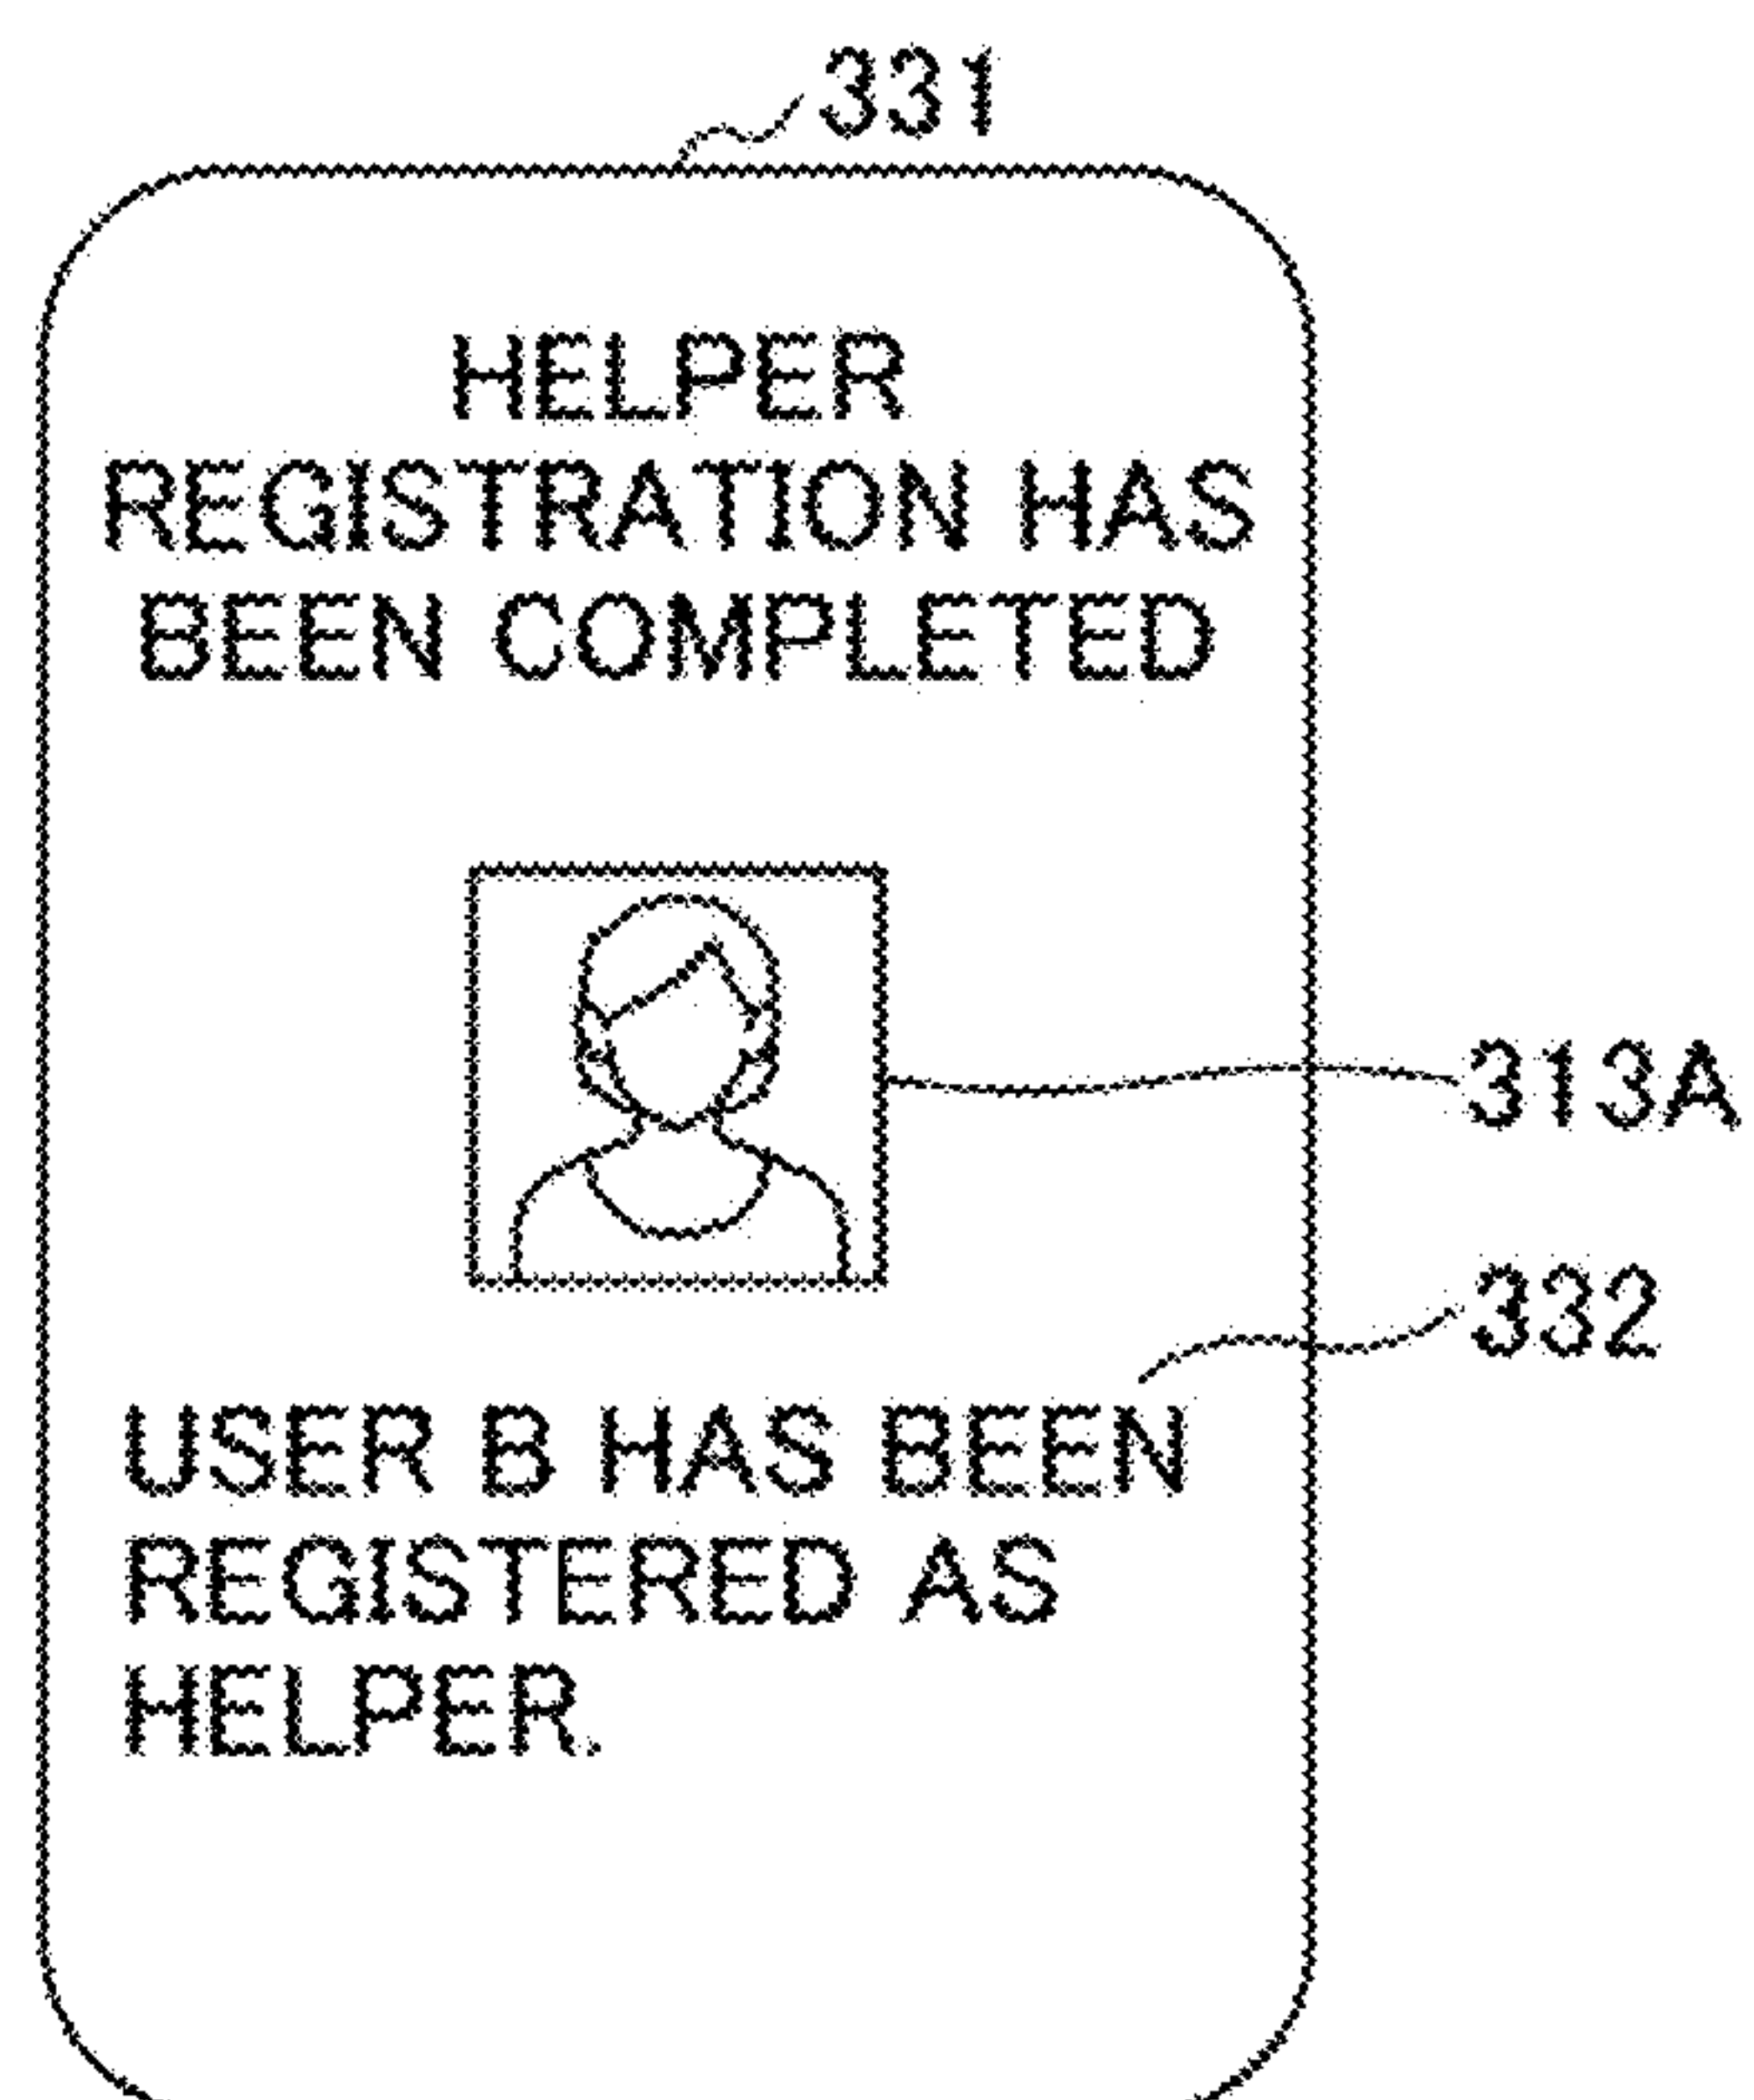 331
HELPER
REGISTRATION HAS
BEEN COMPLETED
313A
332
USER B HAS BEEN
REGISTERED AS
HELPER.